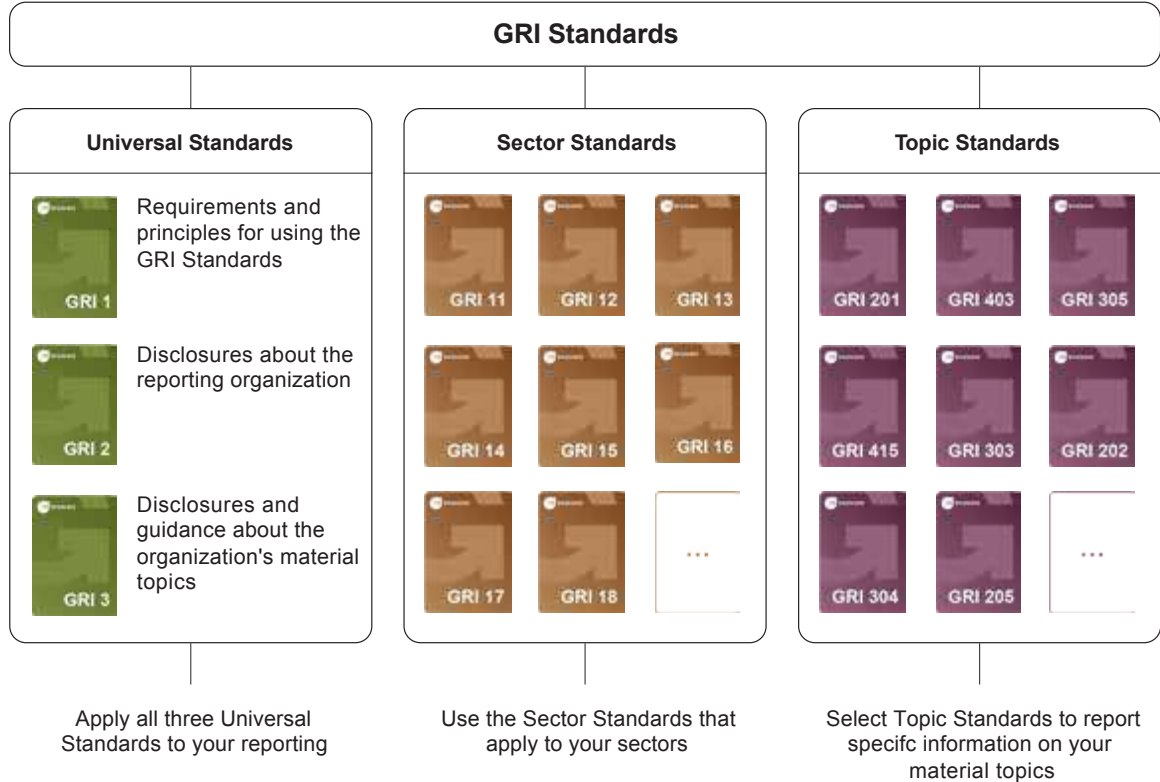 GRI Standards
Universal Standards
Requirements and
principles for using the
GRI Standards
GRI 1
Disclosures about the
reporting organization
GRI 2
Disclosures and
guidance about the
organization's material
topics
GRI 3
Apply all three Universal
Standards to your reporting
Sector Standards
GRI 11
GRI 12
GRI 13
GRI 14
GRI 15
GRI 16
GRI 17
GRI 18
...
Use the Sector Standards that
apply to your sectors
Topic Standards
GRI 201
GRI 403
GRI 305
GRI 415
GRI 303
GRI 202
GRI 304
GRI 205
...
Select Topic Standards to report
specifc information on your
material topics